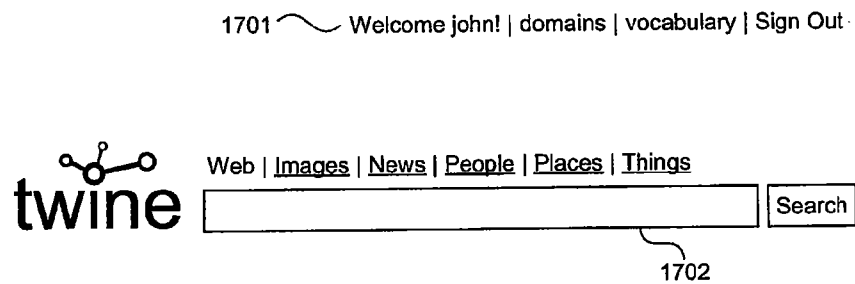 1701 Welcome john! | domains | vocabulary | Sign Out
Web | Images | News | People | Places | Things
twine Search
1702